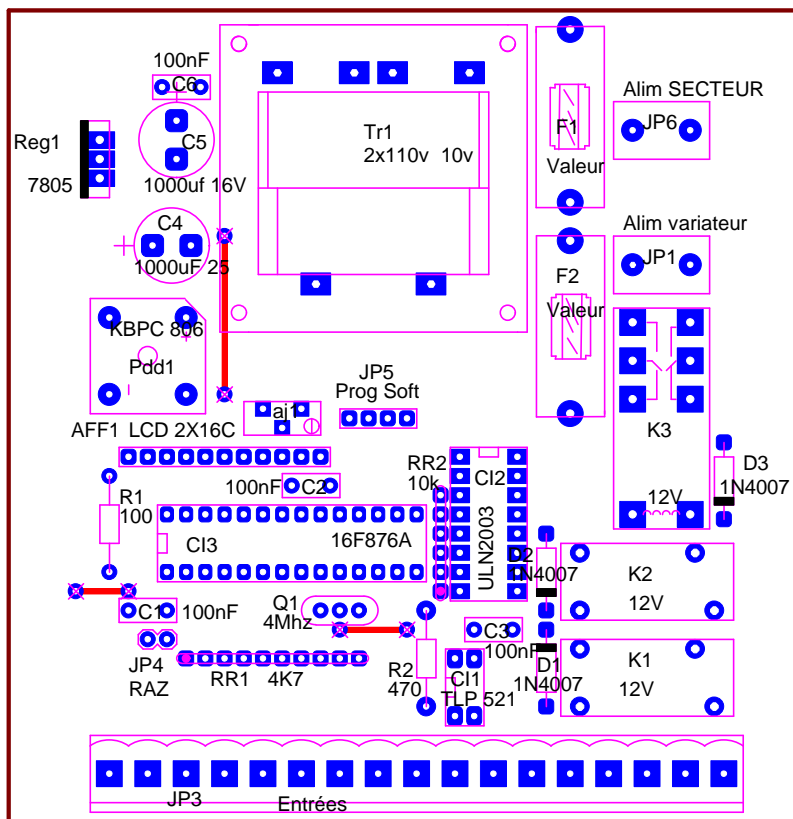 100nF
C6
C5
1000uf 16V
Reg1
7805
C4
1000uF 25
KBPC 806
Pdd1
Tr1
2x110v 10v
F1
Valeur
Alim SECTEUR
JP6
Alim variateur
JP1
F2
Valeur
K3
12V
D3
1N4007
JP5
Prog Soft
aj1
AFF1 LCD 2X16C
R1
100
100nF
C2
RR2
10k
CI2
ULN2003
CI3
16F876A
D2
1N4007
K2
12V
C1
100nF
Q1
4Mhz
C3
100nF
JP4
RAZ
RR1
4K7
R2
470
CI1
TLP 521
D1
1N4007
K1
12V
JP3
Entrées